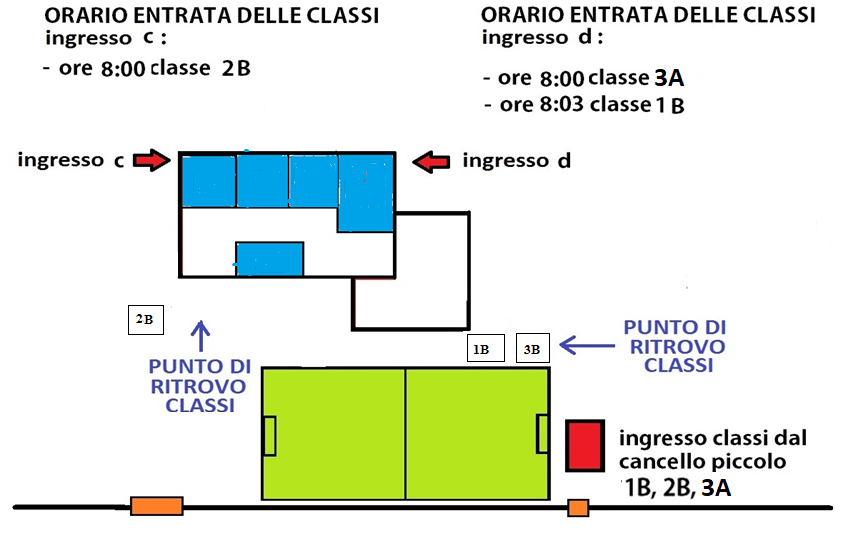 ORARIO ENTRATA DELLE CLASSI
ingresso c :
- ore 8:00 classe 2B
ORARIO ENTRATA DELLE CLASSI
ingresso d :
- ore 8:00 classe 3A
- ore 8:03 classe 1B
ingresso c
ingresso d
2B
PUNTO DI
RITROVO
CLASSI
1B
3B
PUNTO DI
RITROVO
CLASSI
ingresso classi dal
cancello piccolo
1B, 2B, 3A